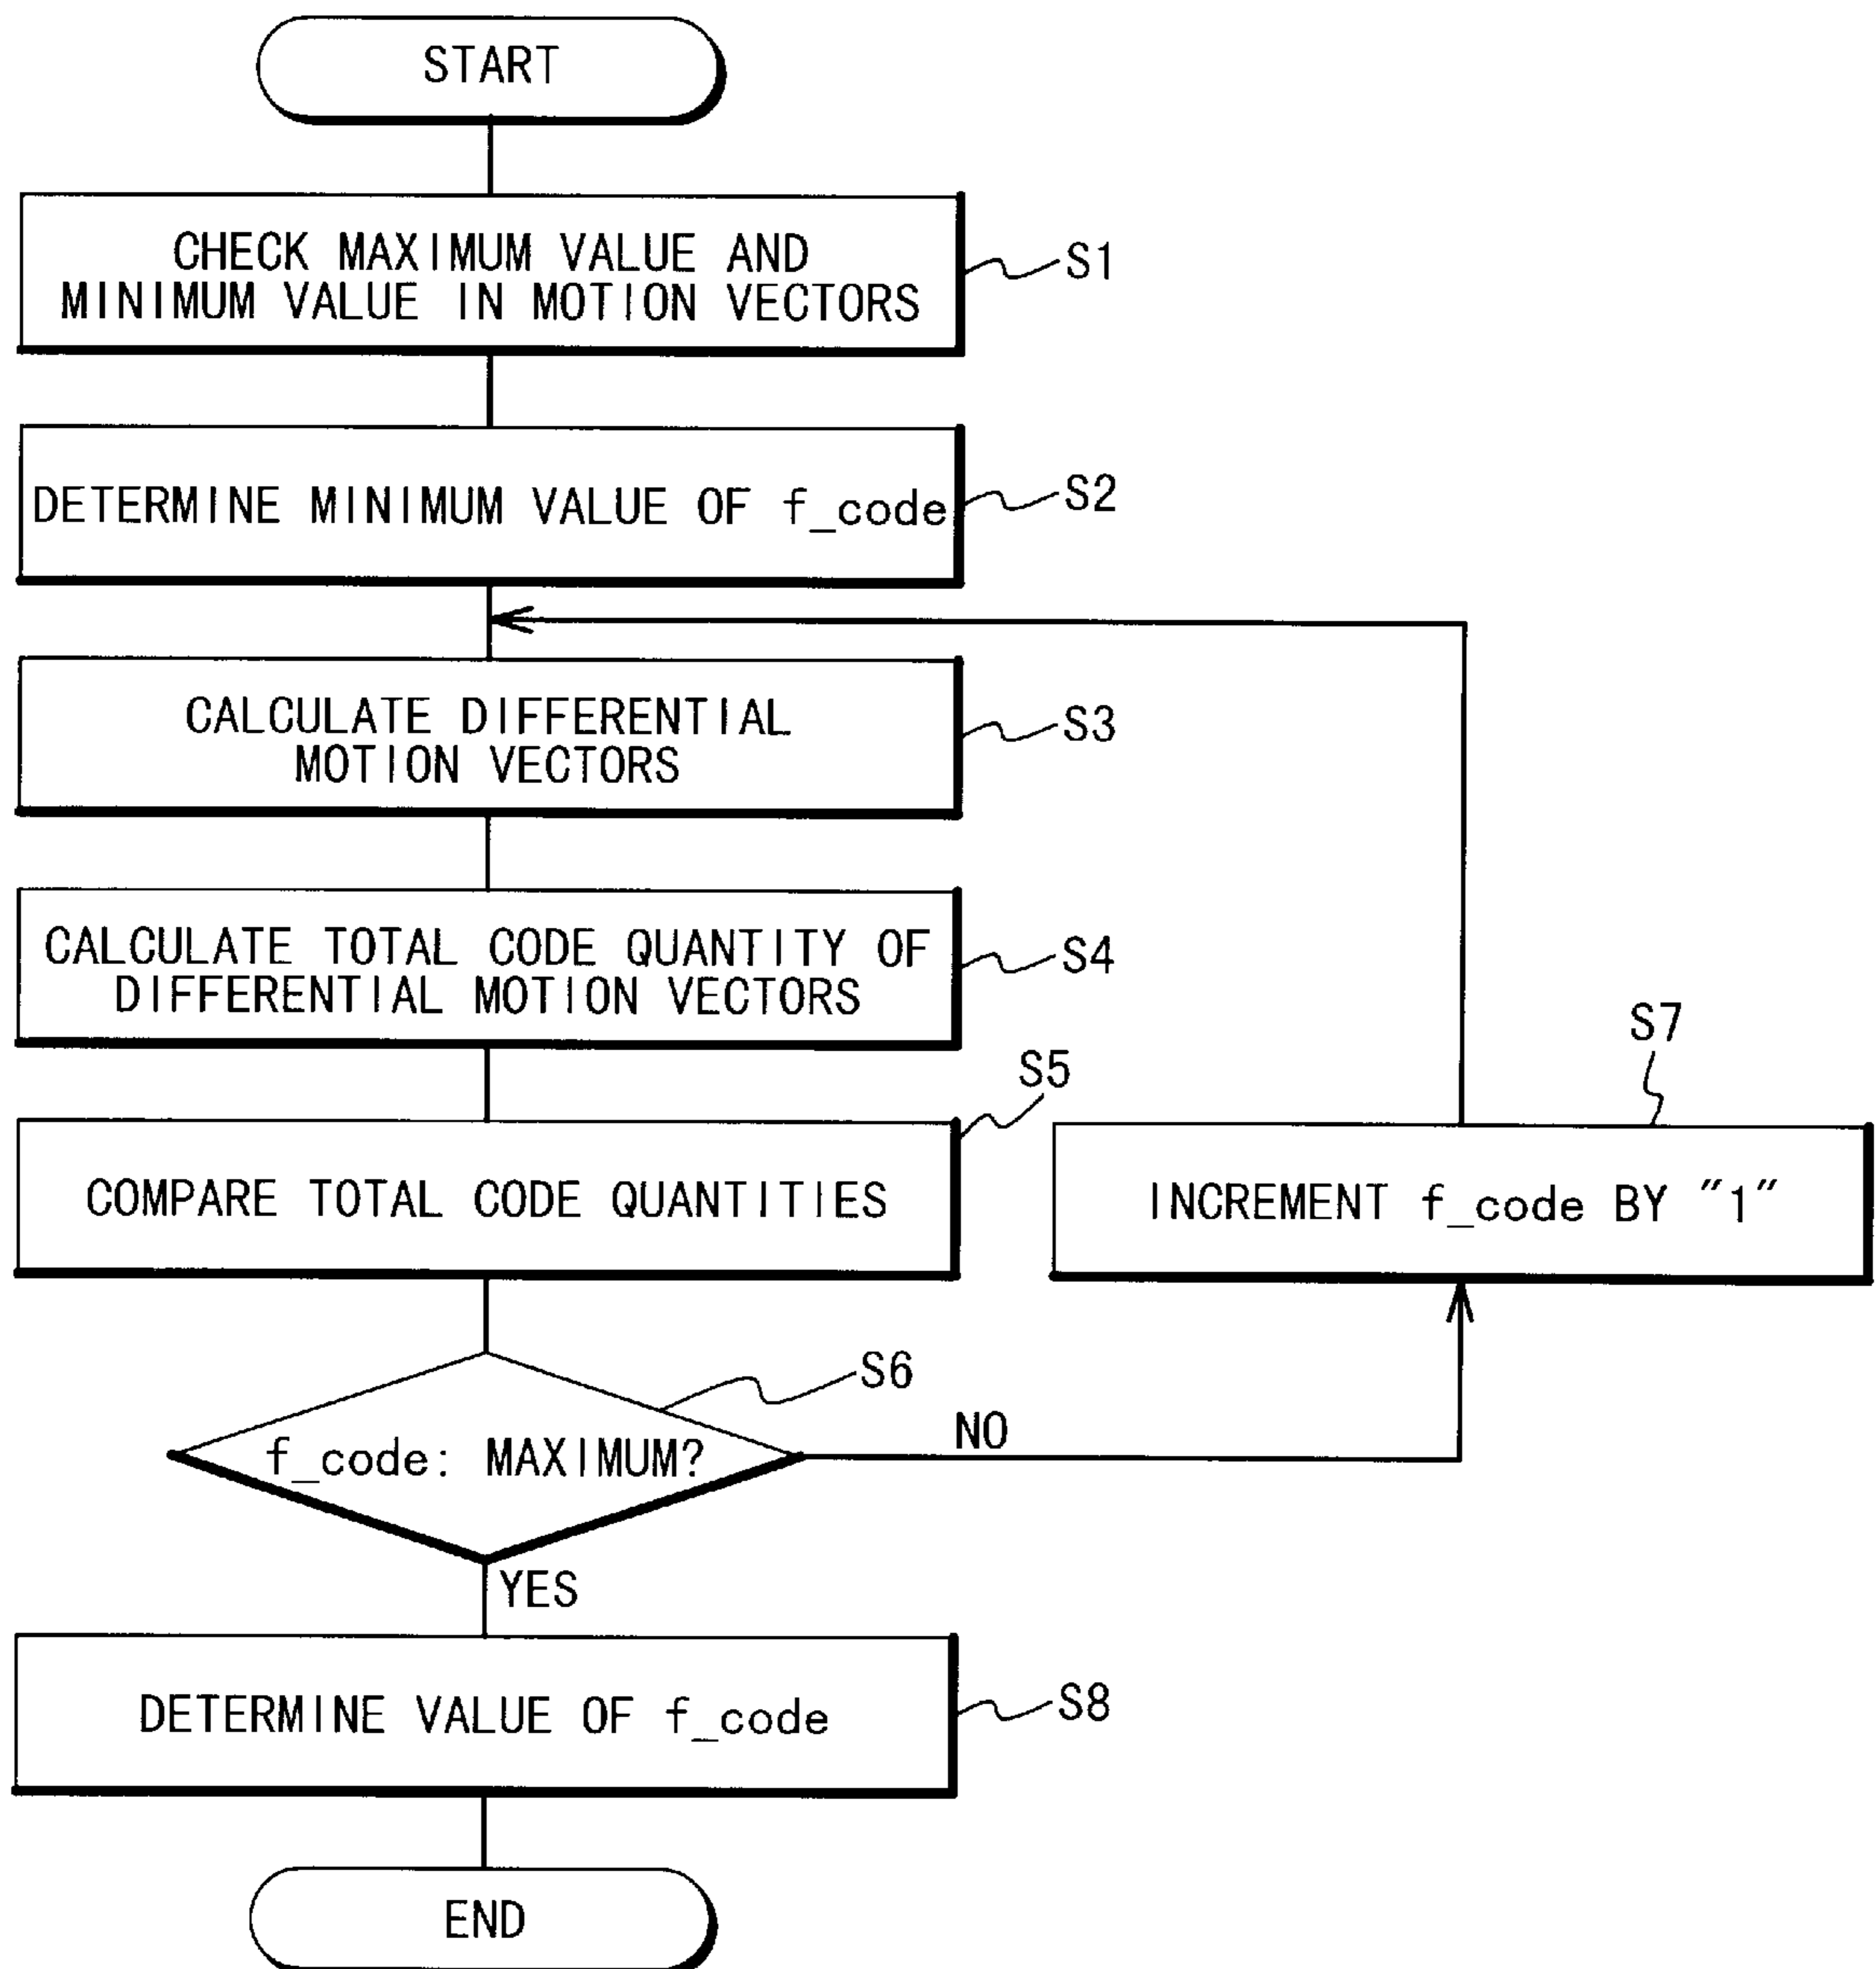 START
CHECK MAXIMUM VALUE AND
MINIMUM VALUE IN MOTION VECTORS
S1
DETERMINE MINIMUM VALUE OF f_code
S2
CALCULATE DIFFERENTIAL
MOTION VECTORS
S3
CALCULATE TOTAL CODE QUANTITY OF
DIFFERENTIAL MOTION VECTORS
S4
COMPARE TOTAL CODE QUANTITIES
S5
f_code: MAXIMUM?
S6
NO
INCREMENT f_code BY "1"
S7
YES
DETERMINE VALUE OF f_code
S8
END